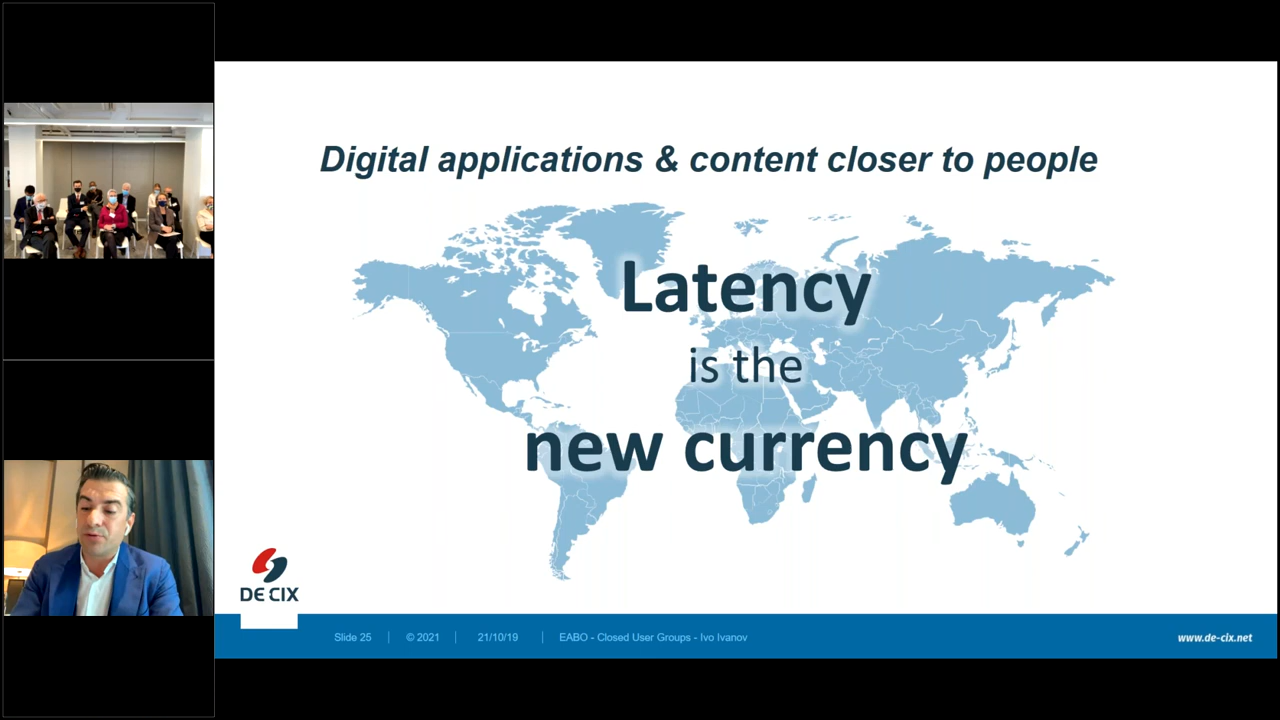 Digital applications & content closer to people
Latency
is the
new currency
DE CIX
Slide 25 | © 2021 | 21/10/19 | EABO - Closed User Groups - Ivo Ivanov
www.de-cix.net